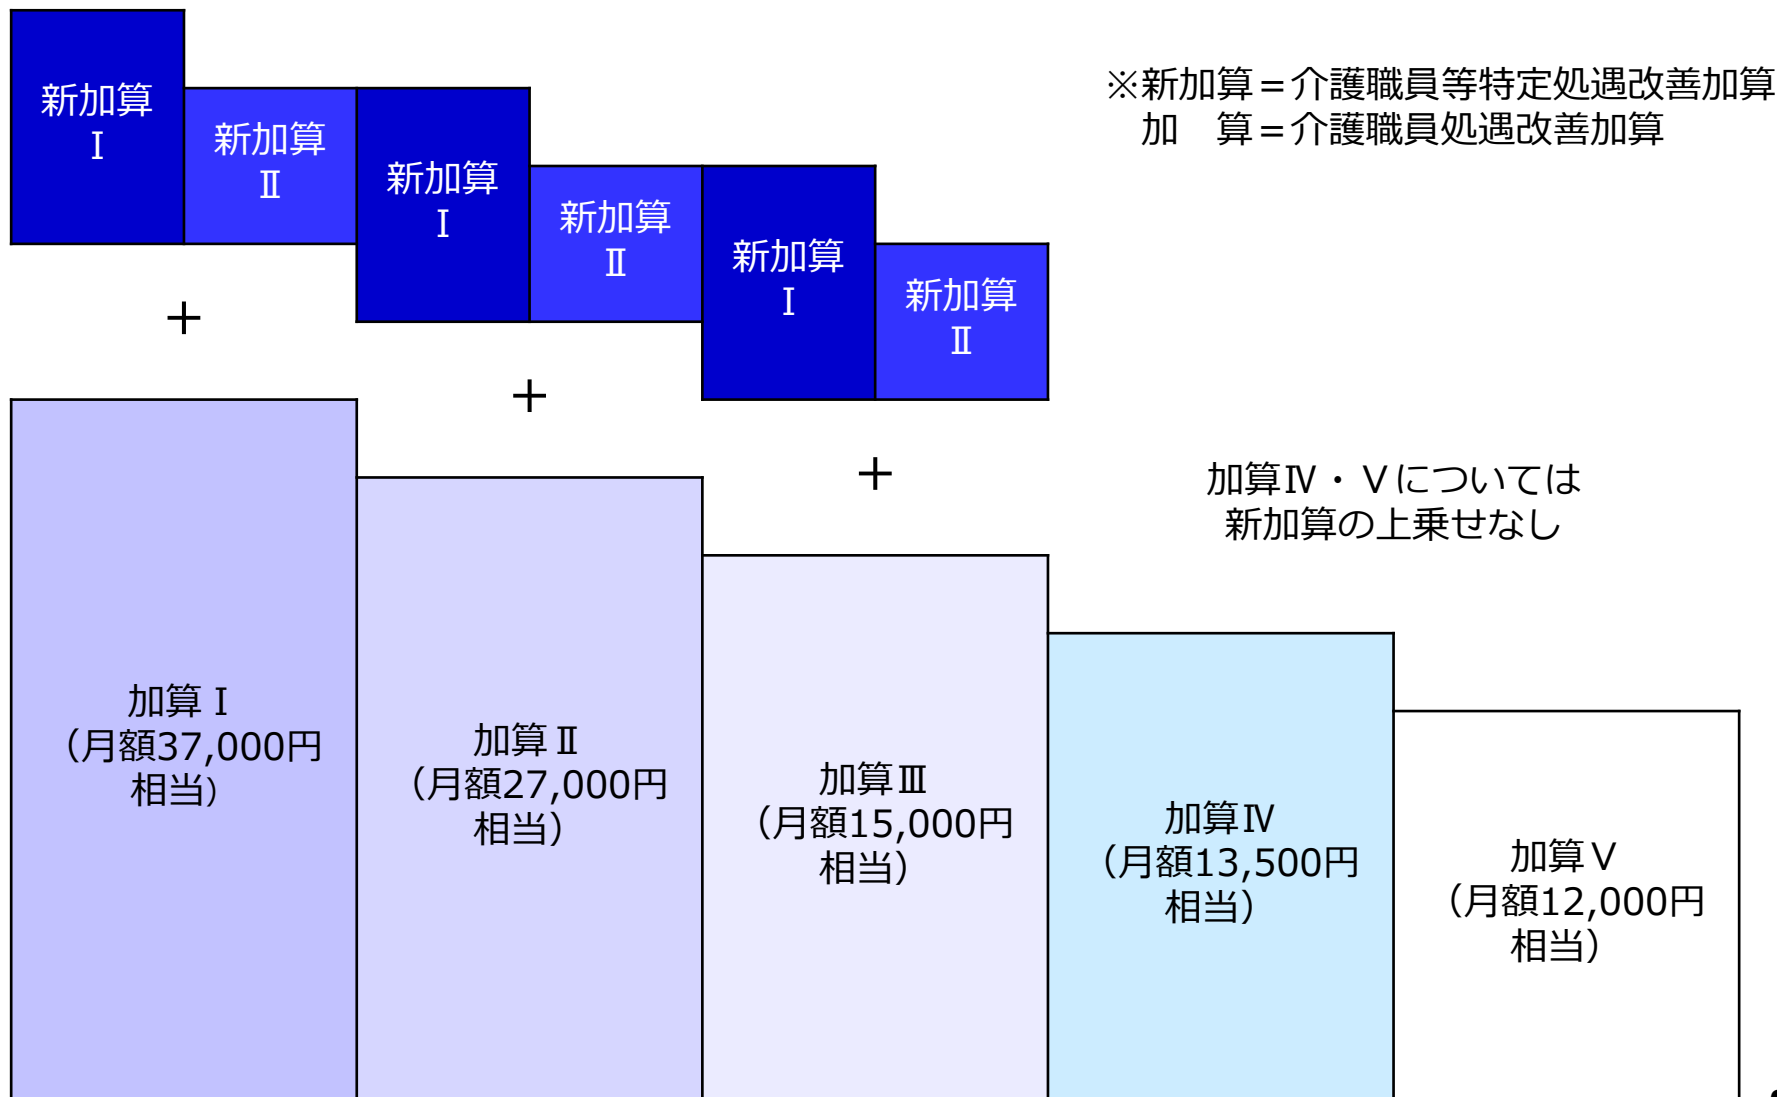 新加算
Ⅰ
新加算
Ⅱ
新加算
Ⅰ
新加算
Ⅱ
新加算
Ⅰ
新加算
Ⅱ
※新加算＝介護職員等特定処遇改善加算
加　算＝介護職員処遇改善加算
＋
＋
＋
加算Ⅳ・Ⅴについては
新加算の上乗せなし
加算Ⅰ
（月額37,000円
相当）
加算Ⅱ
（月額27,000円
相当）
加算Ⅲ
（月額15,000円
相当）
加算Ⅳ
（月額13,500円
相当）
加算Ⅴ
（月額12,000円
相当）